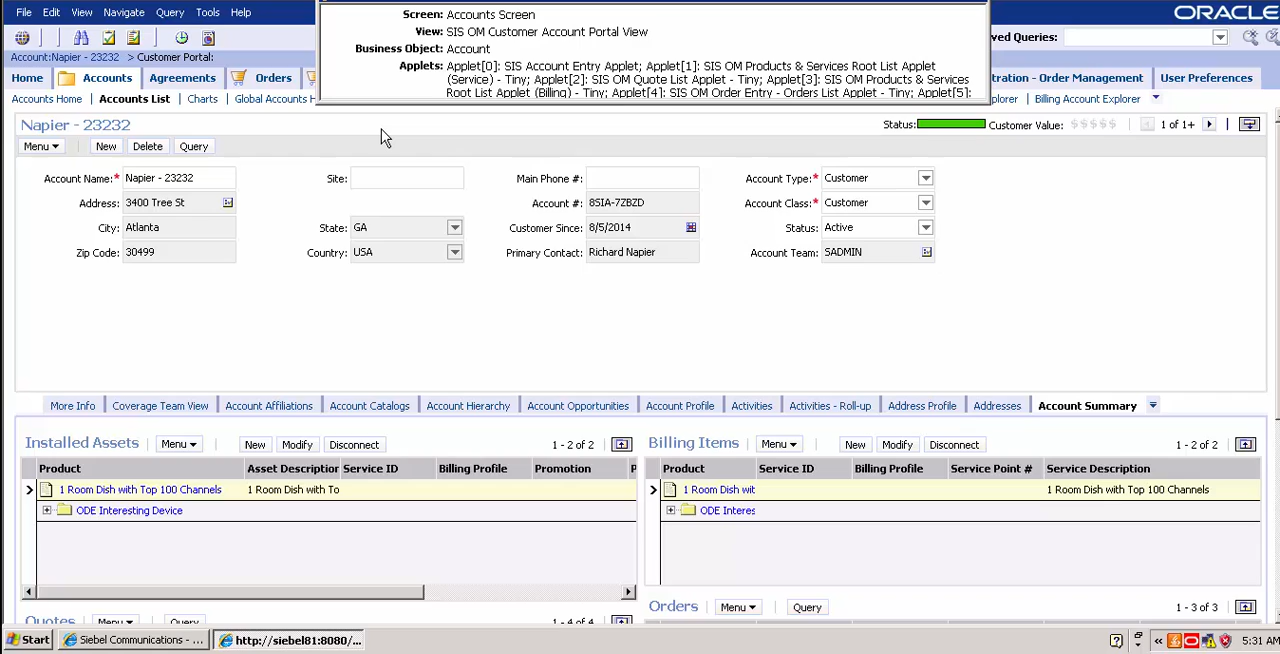 File Edit View Navigate Query Tools Help
Screen: Accounts Screen
View: SIS OM Customer Account Portal View
Business Object: Account
Applets: Applet[0]: SIS Account Entry Applet; Applet[1]: SIS OM Products & Services Root List Applet
(Service) - Tiny; Applet[2]: SIS OM Quote List Applet - Tiny; Applet[3]: SIS OM Products & Services
Root List Applet (Billing) - Tiny; Applet[4]: SIS OM Order Entry - Orders List Applet - Tiny; Applet[5]:
ORACLE
ved Queries:
Account:Napier - 23232 > Customer Portal:
Home Accounts Agreements Orders tration - Order Management User Preferences
Accounts Home Accounts List Charts Global Accounts H plorer Billing Account Explorer
Napier - 23232 Status: Customer Value: $$$$$ 1 of 1+
Menu New Delete Query
Account Name:* Napier - 23232 Site: Main Phone #: Account Type:* Customer
Address: 3400 Tree St Account #: 8SIA-7ZBZD Account Class:* Customer
City: Atlanta State: GA Customer Since: 8/5/2014 Status: Active
Zip Code: 30499 Country: USA Primary Contact: Richard Napier Account Team: SADMIN
More Info Coverage Team View Account Affiliations Account Catalogs Account Hierarchy Account Opportunities Account Profile Activities Activities - Roll-up Address Profile Addresses Account Summary
Installed Assets Menu New Modify Disconnect 1 - 2 of 2
Product Asset Description Service ID Billing Profile Promotion P
1 Room Dish with Top 100 Channels 1 Room Dish with To
ODE Interesting Device
Billing Items Menu New Modify Disconnect 1 - 2 of 2
Product Service ID Billing Profile Service Point # Service Description
1 Room Dish wit 1 Room Dish with Top 100 Channels
ODE Interes
Quotes Menu Query 1 - 4 of 4
Orders Menu Query 1 - 3 of 3
Start Siebel Communications - ... http://siebel81:8080/... ? « 5:31 AM